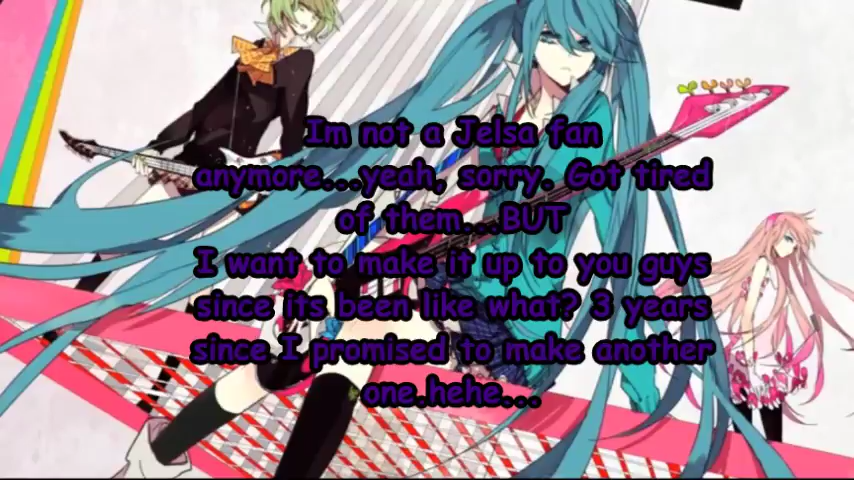 Im not a Jelsa fan
anymore...yeah, sorry. Got tired
of them...BUT
I want to make it up to you guys
since its been like what? 3 years
since I promised to make another
one.hehe...